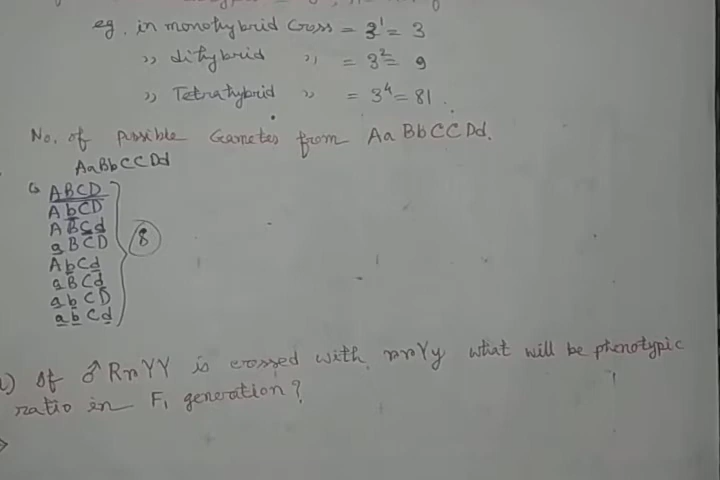 eg. in monohybrid Cross = 3¹ = 3
,, dihybrid ,, = 3² = 9
,, Tetrahybrid ,, = 3⁴ = 81.
No. of possible Gametes from AaBbCCDd.
AaBbCCDd
ABCD
AbCD
ABCd
aBCD
AbCd
aBCd
abCD
abCd
8
) If ♂ RrYY is crossed with rrYy what will be phenotypic
ratio in F₁ generation?